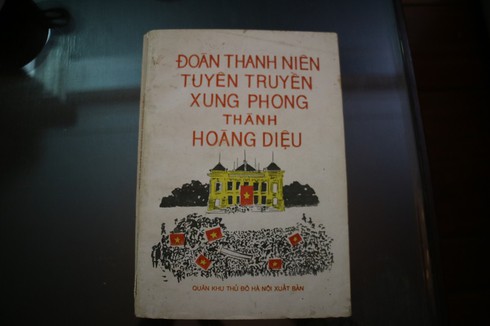 ĐOÀN THANH NIÊN
TUYÊN TRUYỀN
XUNG PHONG
THÀNH
HOÀNG DIỆU
QUÂN KHU THỦ ĐÔ HÀ NỘI XUẤT BẢN